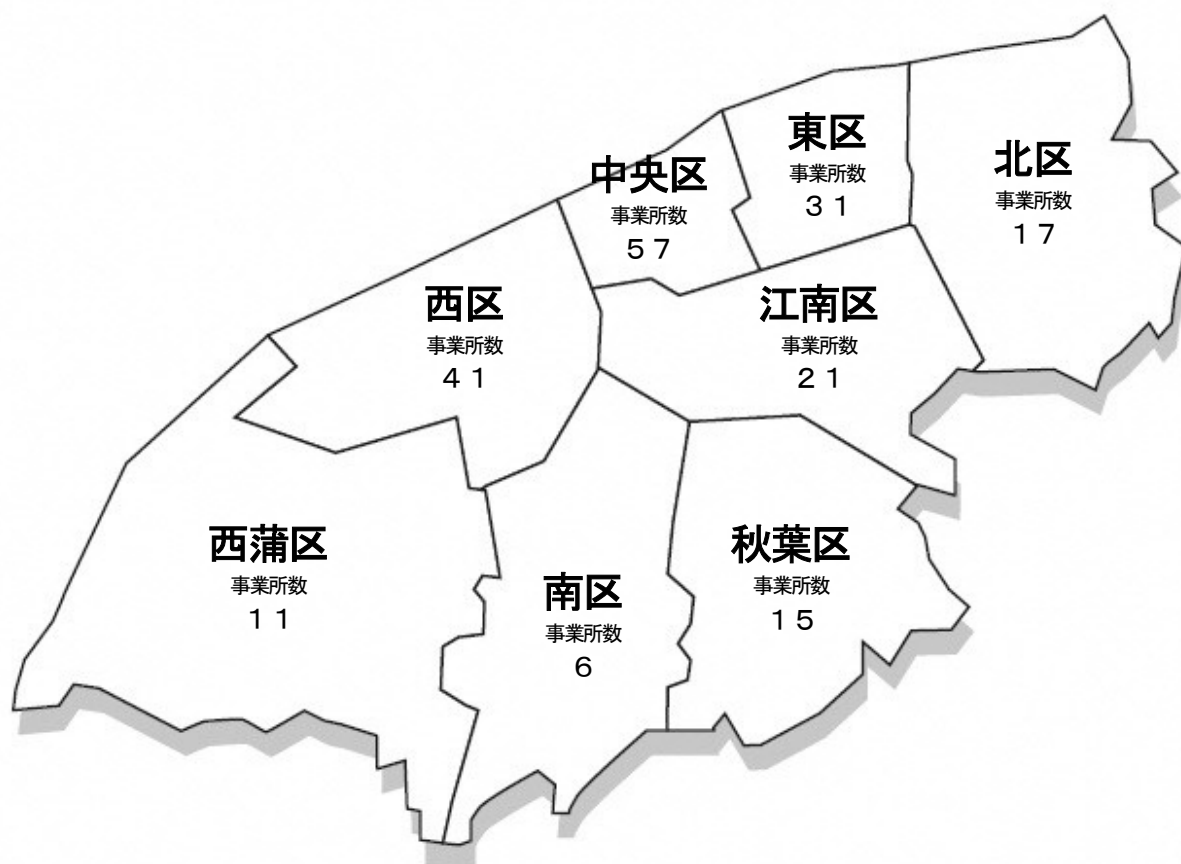 東区
事業所数
３１
北区
事業所数
１７
中央区
事業所数
５７
西区
事業所数
４１
江南区
事業所数
２１
西蒲区
事業所数
１１
秋葉区
事業所数
１５
南区
事業所数
６